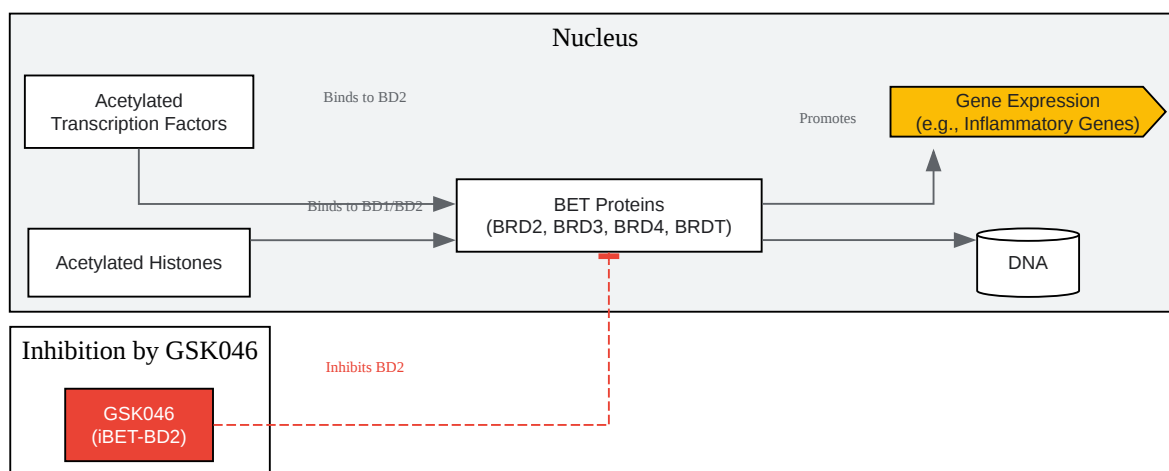 Nucleus
Acetylated
Transcription Factors
Binds to BD2
Promotes
Gene Expression
(e.g., Inflammatory Genes)
Binds to BD1/BD2
BET Proteins
(BRD2, BRD3, BRD4, BRDT)
Acetylated Histones
DNA
Inhibition by GSK046
Inhibits BD2
GSK046
(iBET-BD2)